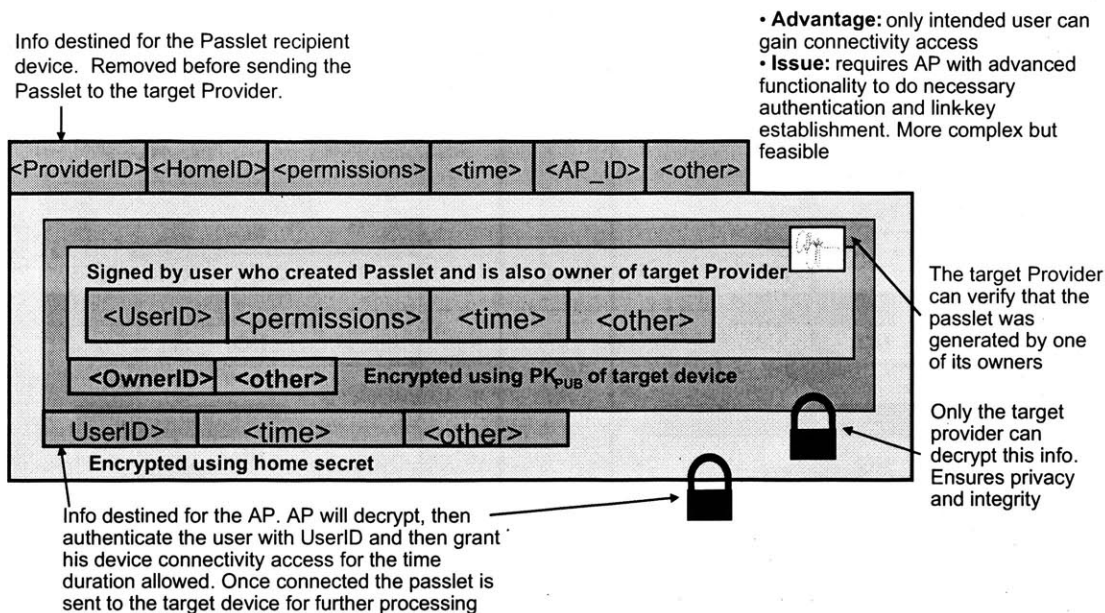 • Advantage: only intended user can
gain connectivity access
• Issue: requires AP with advanced
functionality to do necessary
authentication and link-key
establishment. More complex but
feasible
Info destined for the Passlet recipient
device. Removed before sending the
Passlet to the target Provider.
<ProviderID> <HomeID> <permissions> <time> <AP_ID> <other>
Signed by user who created Passlet and is also owner of target Provider
<UserID> <permissions> <time> <other>
<OwnerID> <other> Encrypted using PKPUB of target device
UserID> <time> <other>
Encrypted using home secret
The target Provider
can verify that the
passlet was
generated by one
of its owners
Only the target
provider can
decrypt this info.
Ensures privacy
and integrity
Info destined for the AP. AP will decrypt, then
authenticate the user with UserID and then grant
his device connectivity access for the time
duration allowed. Once connected the passlet is
sent to the target device for further processing